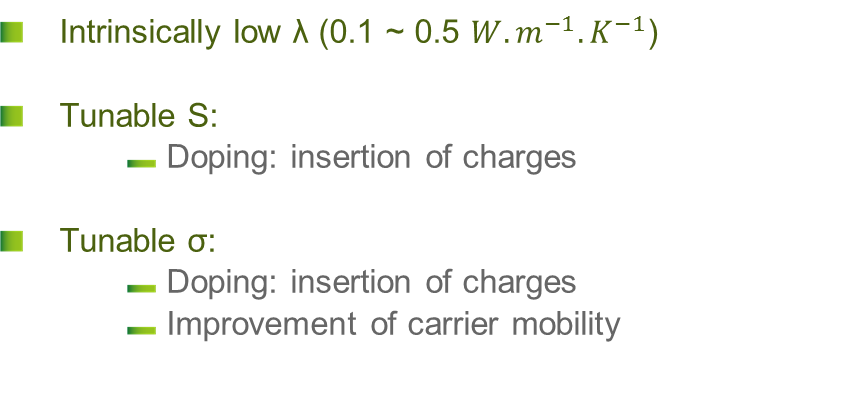 Intrinsically low λ (0.1 ~ 0.5 W.m⁻¹.K⁻¹)
Tunable S:
Doping: insertion of charges
Tunable σ:
Doping: insertion of charges
Improvement of carrier mobility